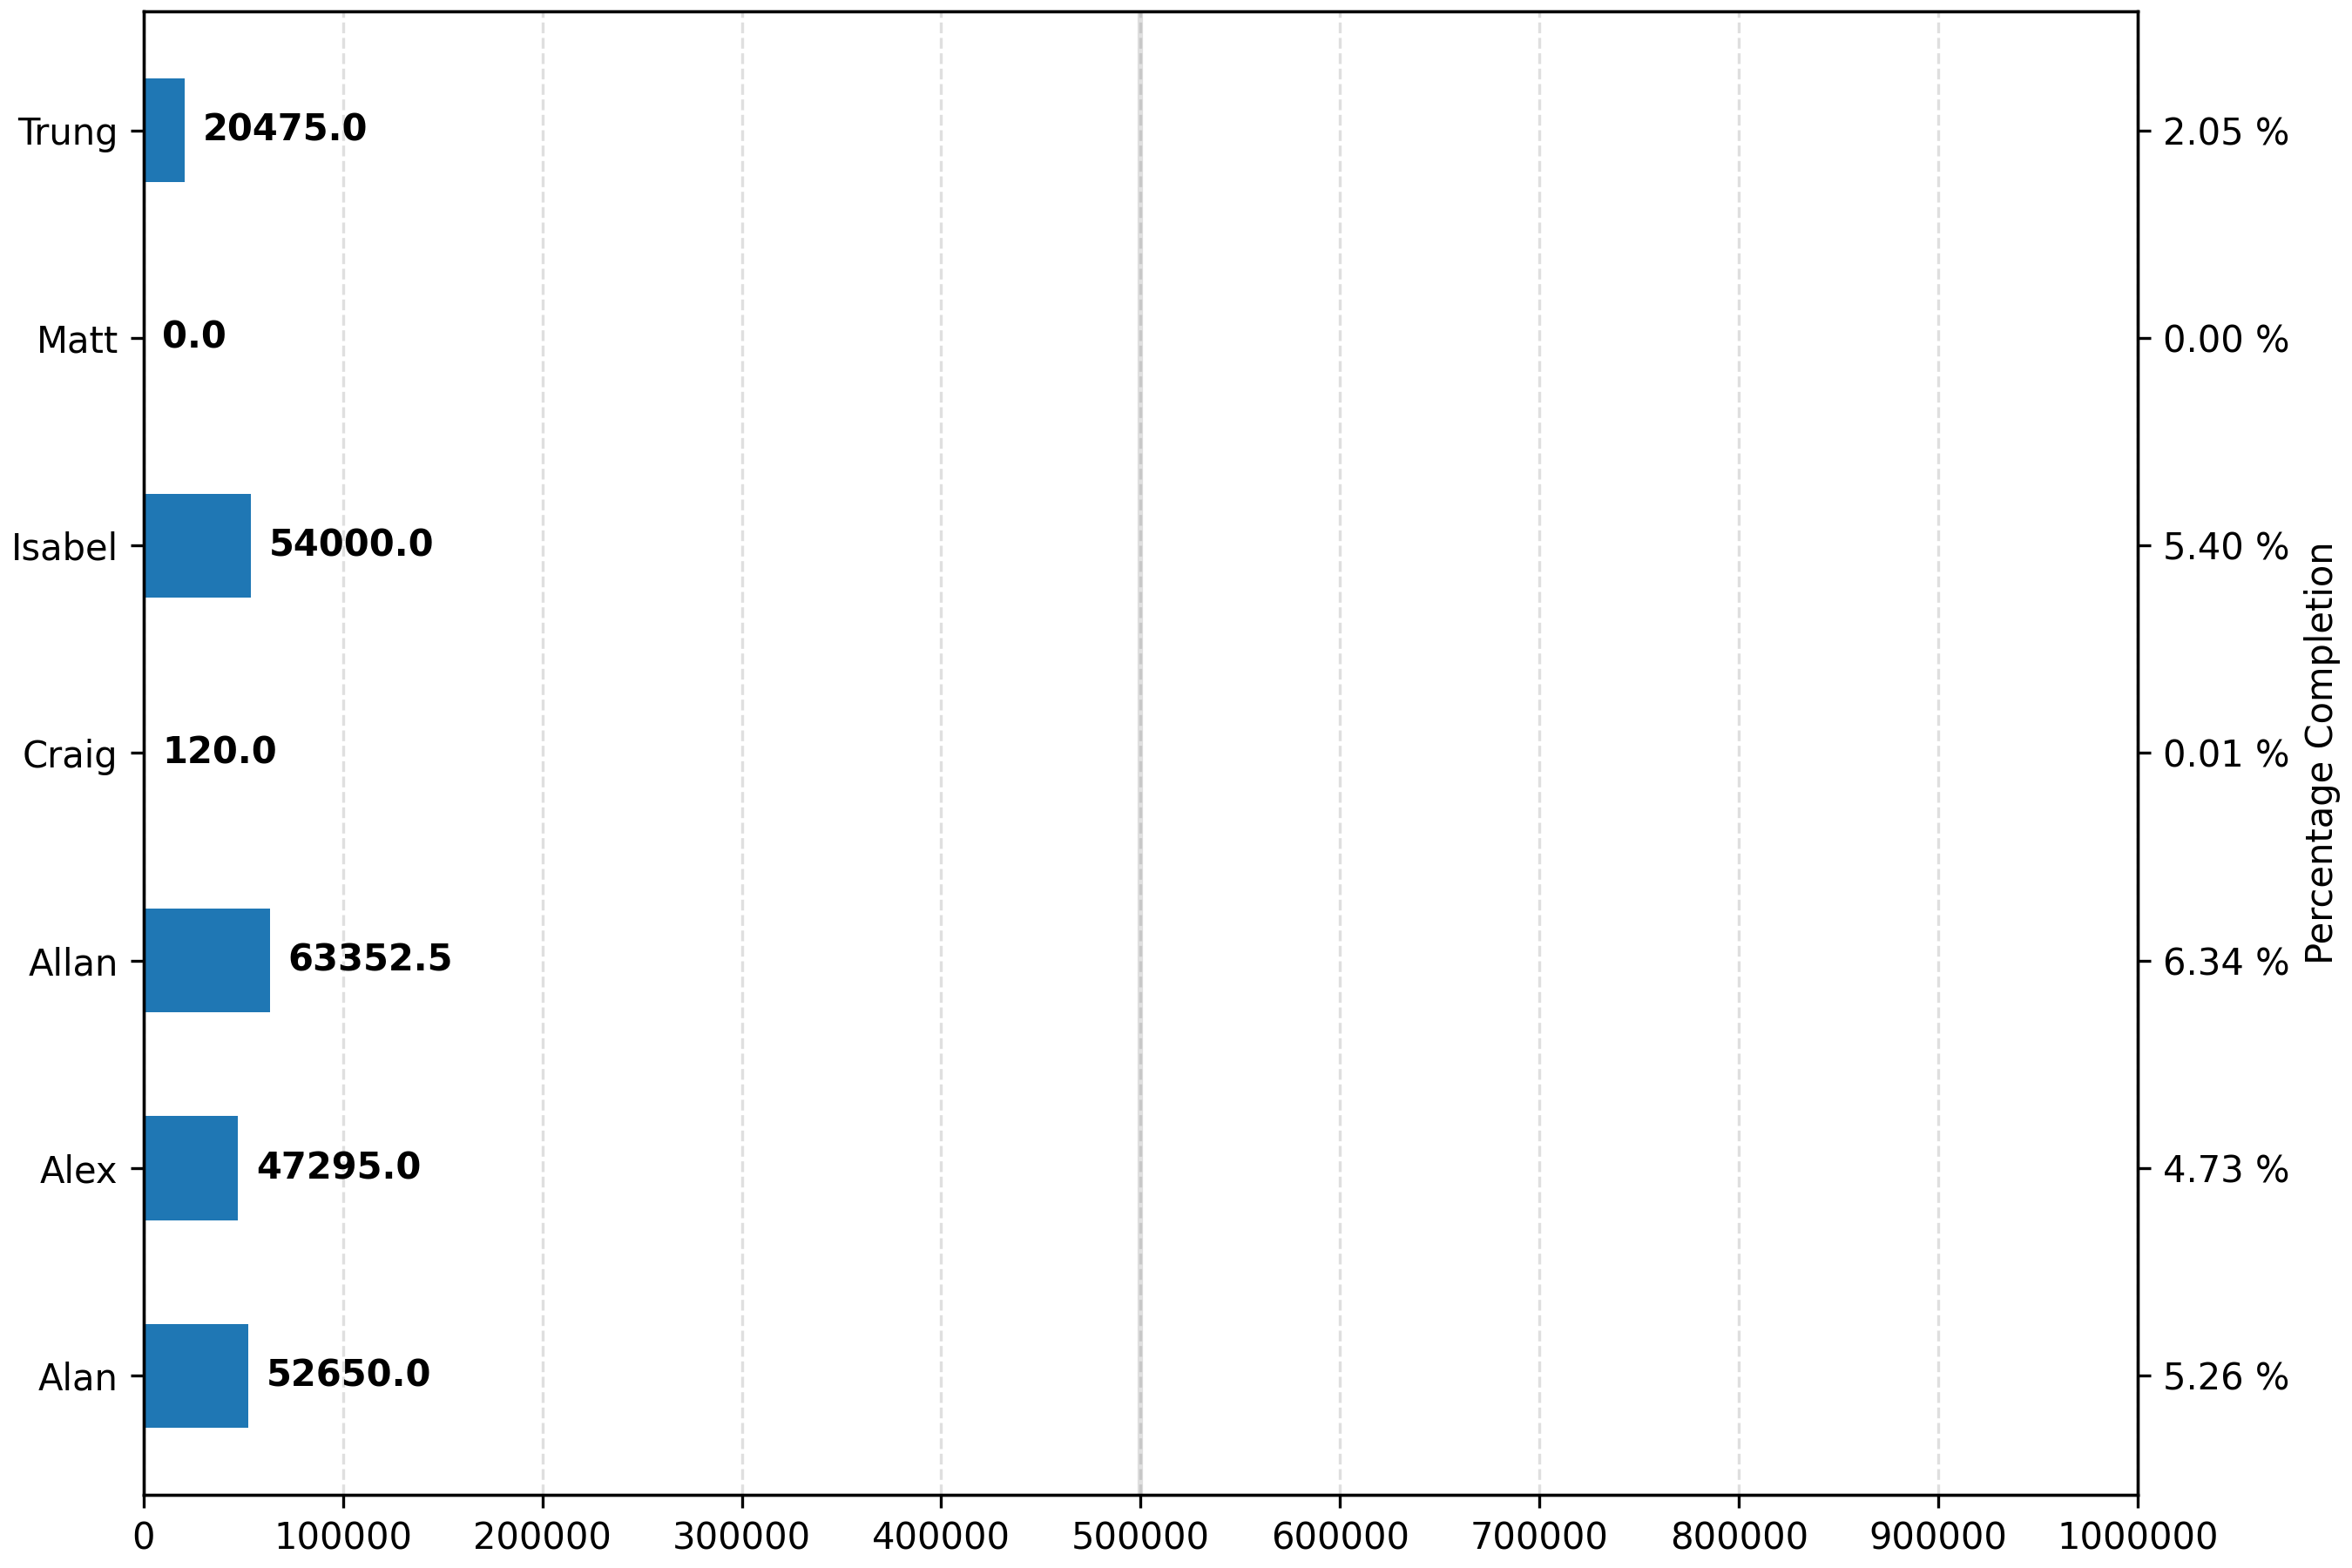 Trung 20475.0 2.05 %
Matt 0.0 0.00 %
Isabel 54000.0 5.40 %
Craig 120.0 0.01 %
Allan 63352.5 6.34 %
Alex 47295.0 4.73 %
Alan 52650.0 5.26 %
Percentage Completion
0 100000 200000 300000 400000 500000 600000 700000 800000 900000 1000000